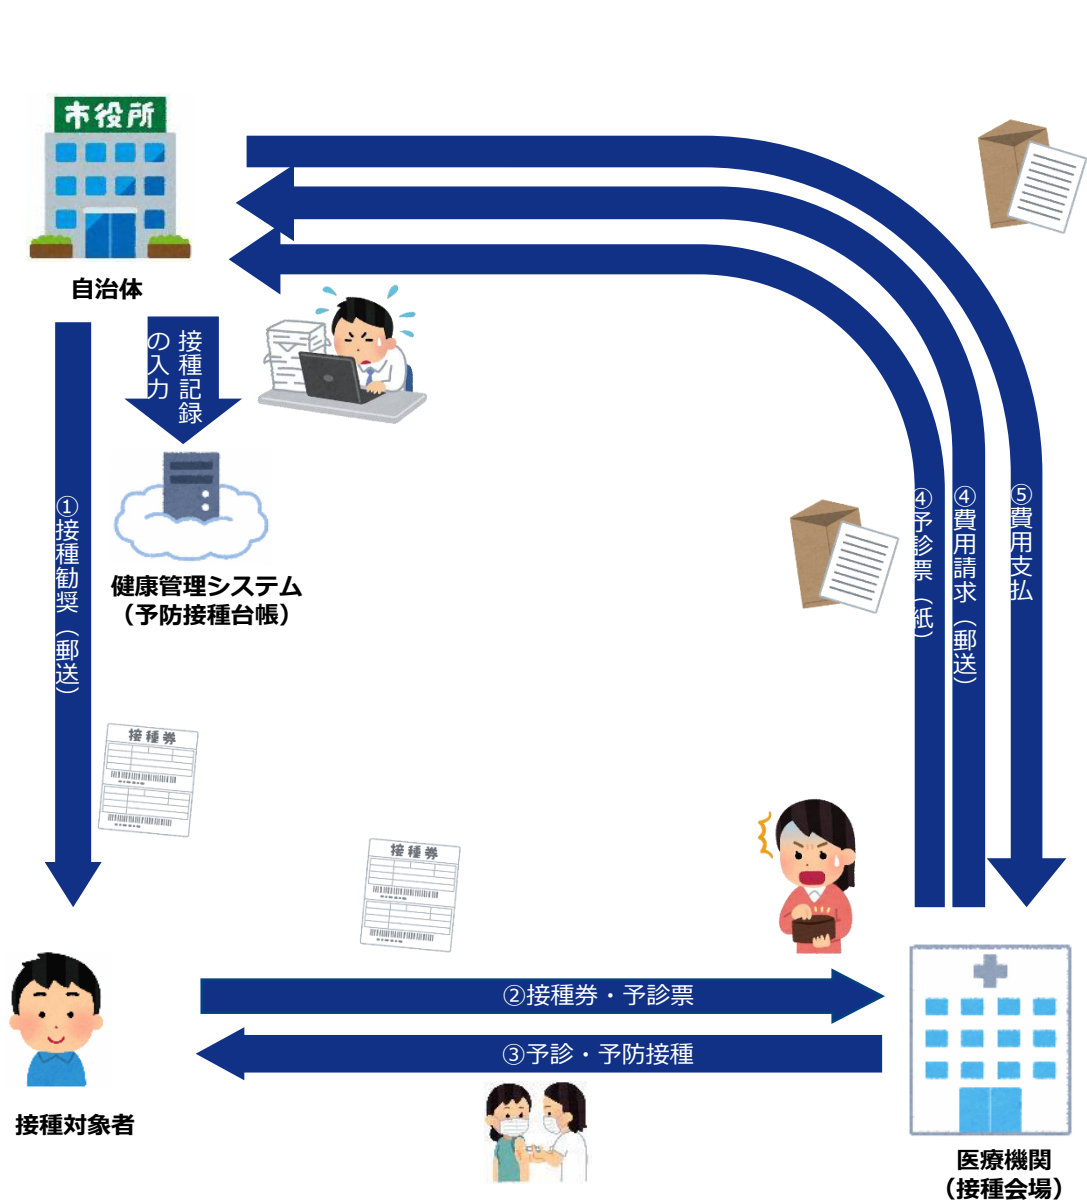 市役所
自治体
接種記録
の入力
健康管理システム
（予防接種台帳）
①接種勧奨（郵送）
④予診票（紙）
④費用請求（郵送）
⑤費用支払
接種券
接種券
②接種券・予診票
③予診・予防接種
接種対象者
医療機関
（接種会場）